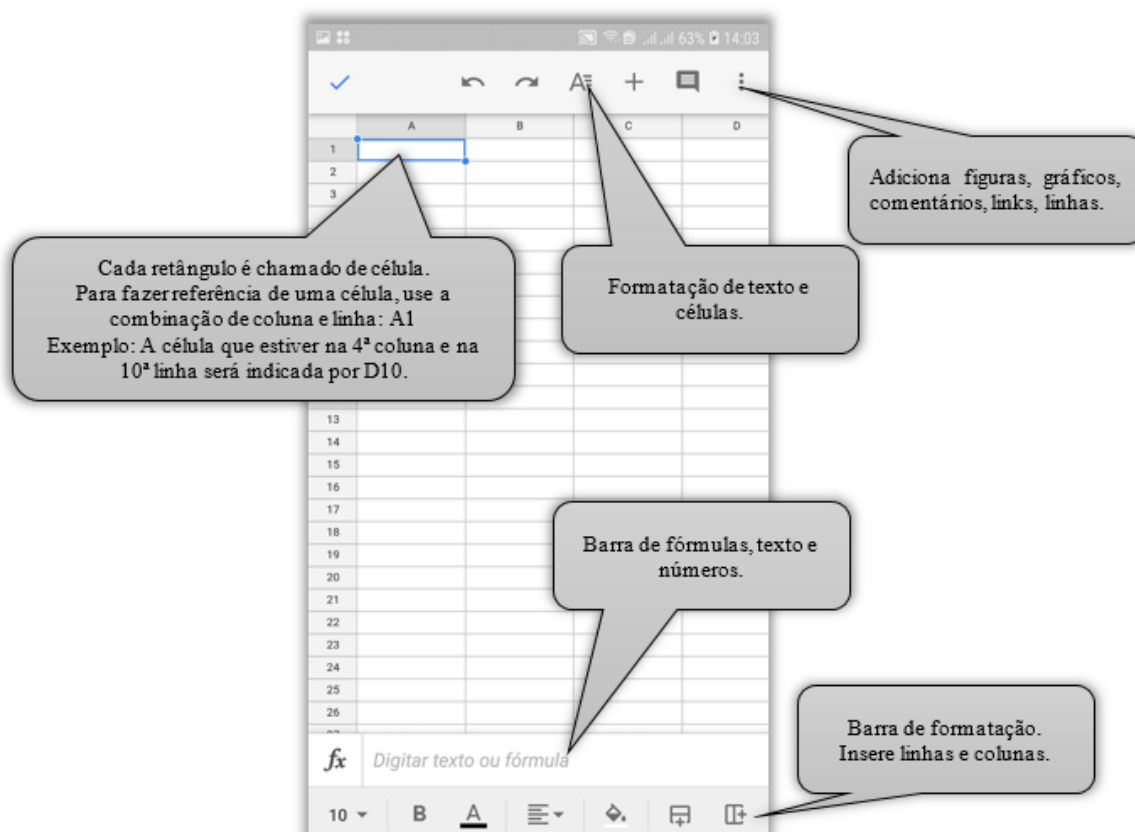 63% 14:03
A B C D
1
2
3
Adiciona figuras, gráficos,
comentários, links, linhas.
Cada retângulo é chamado de célula.
Para fazer referência de uma célula, use a
combinação de coluna e linha: A1
Exemplo: A célula que estiver na 4ª coluna e na
10ª linha será indicada por D10.
Formatação de texto e
células.
13
14
15
16
17
18
19
20
21
22
23
24
25
26
Barra de fórmulas, texto e
números.
Barra de formatação.
Insere linhas e colunas.
fx Digitar texto ou fórmula
10 B A